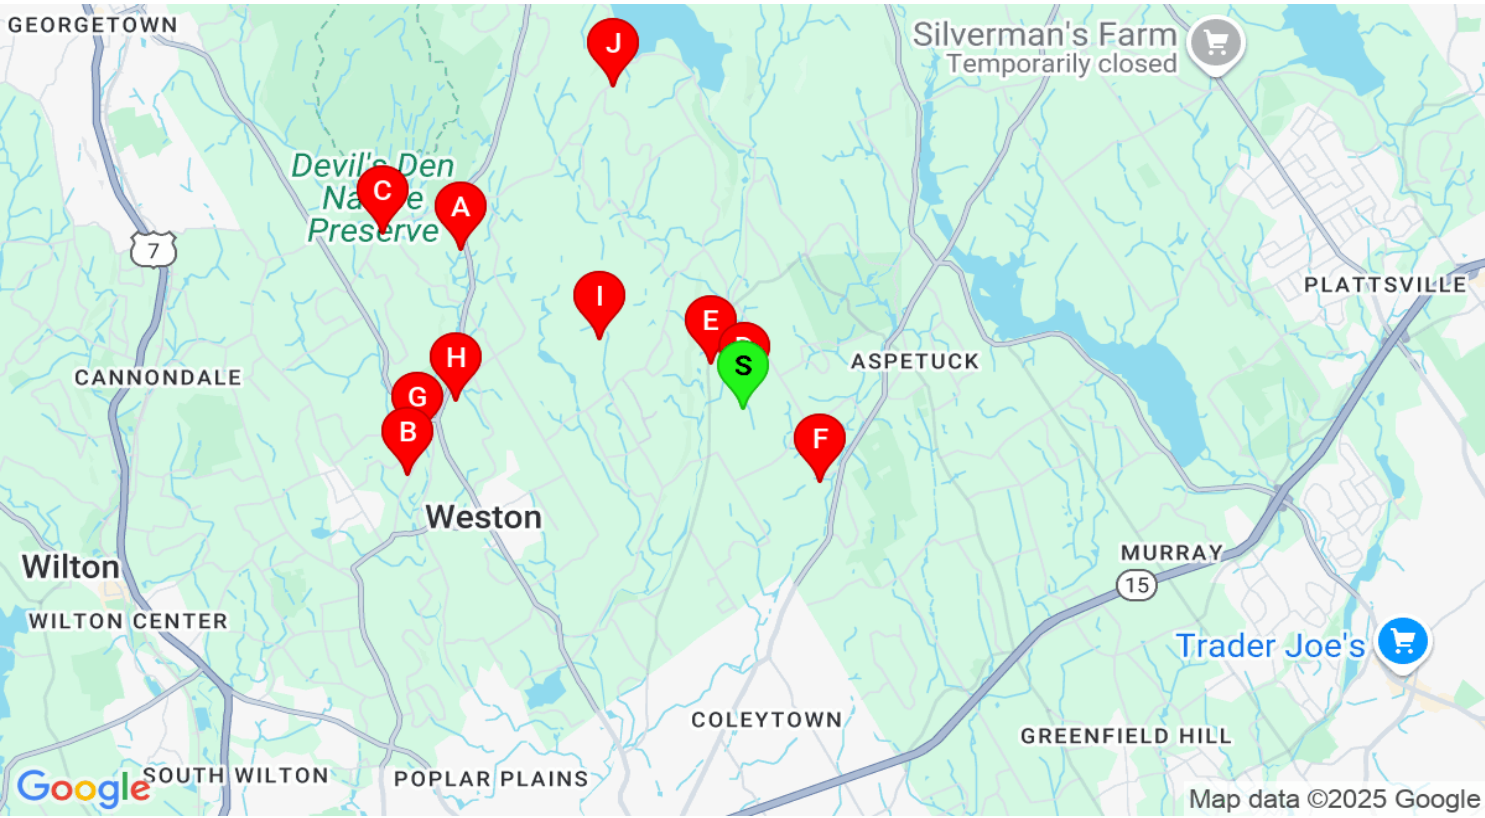 GEORGETOWN
J
Silverman's Farm
Temporarily closed
Devil's Den
Preserve
C
A
7
I
PLATTSVILLE
E
S
H
ASPETUCK
CANNONDALE
G
B
F
Weston
Wilton
MURRAY
15
WILTON CENTER
Trader Joe's
COLEYTOWN
GREENFIELD HILL
SOUTH WILTON
POPLAR PLAINS
Google
Map data ©2025 Google